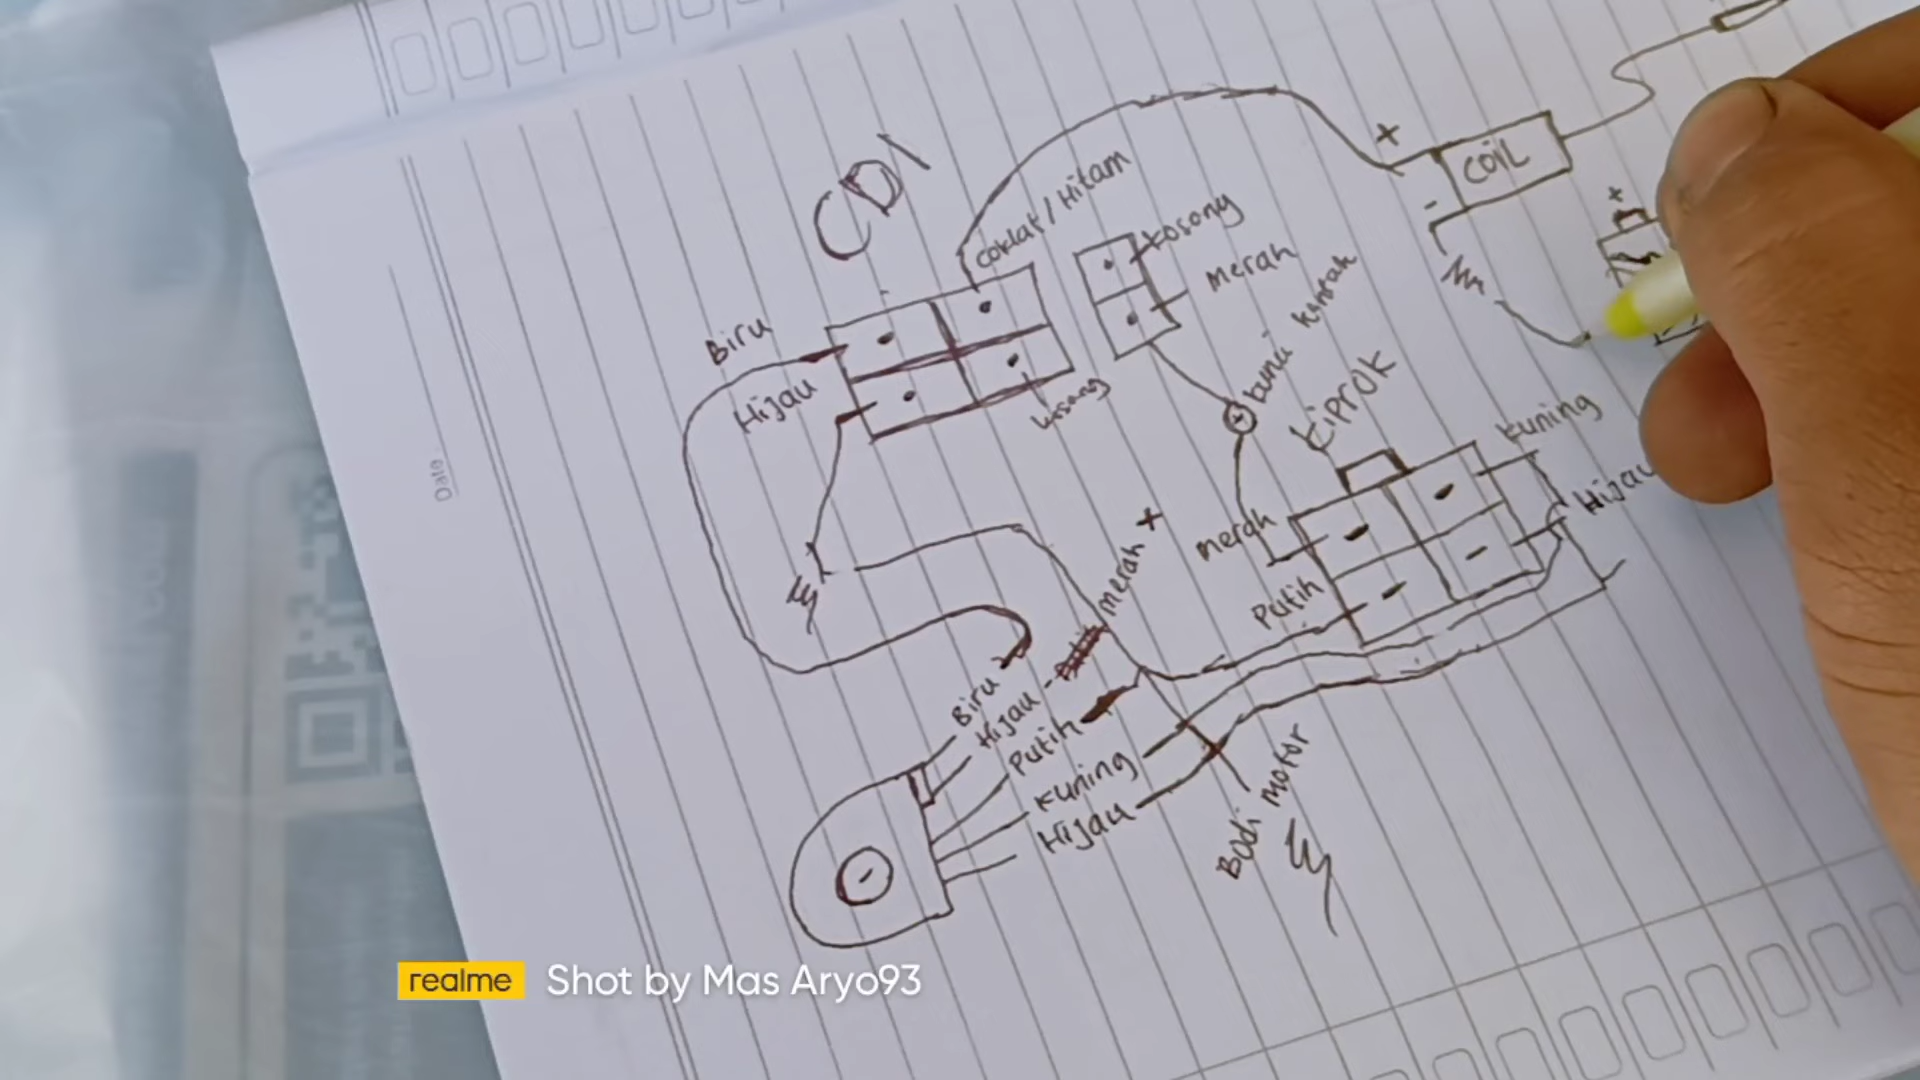 CDI
coklat / Hitam
Biru
Hijau
kosong
kosong
merah
kunci kontak
+
COIL
-
+
kiprok
kuning
Hijau
merah
Putih
merah +
Biru
Hijau -
Putih
kuning
Hijau
Bodi motor
-
Date
realme Shot by Mas Aryo93